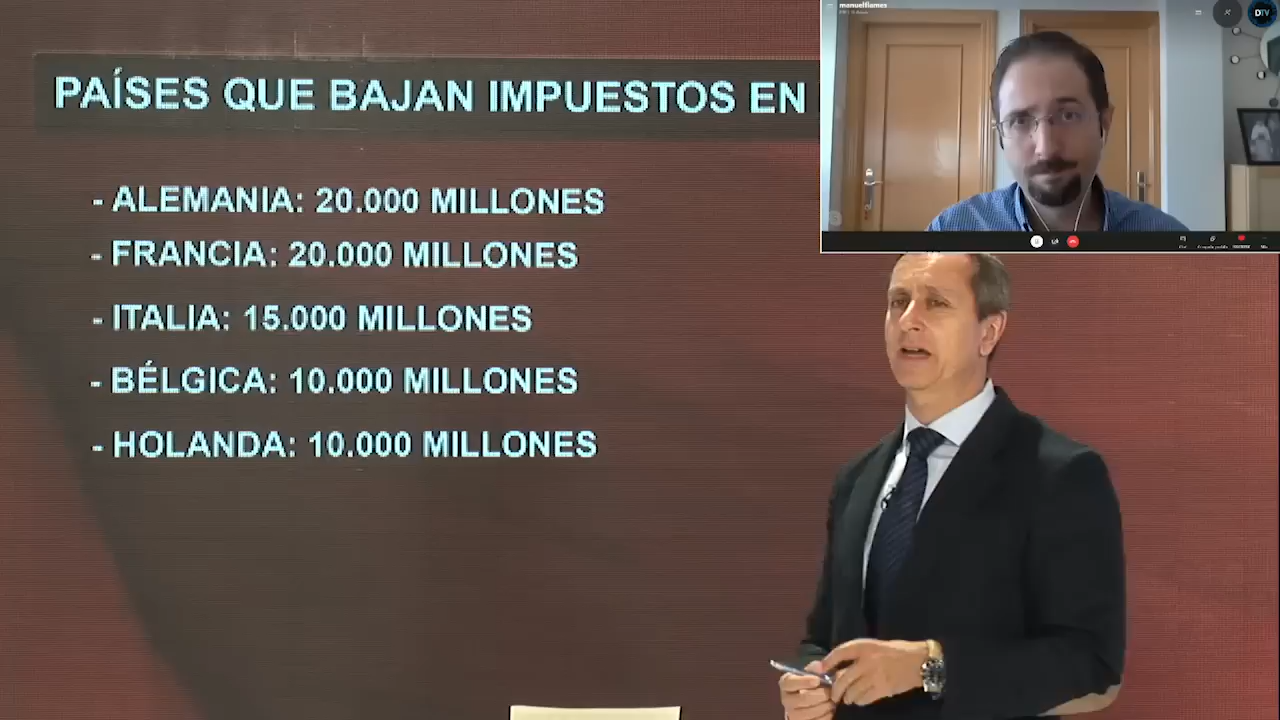 PAÍSES QUE BAJAN IMPUESTOS EN
- ALEMANIA: 20.000 MILLONES
- FRANCIA: 20.000 MILLONES
- ITALIA: 15.000 MILLONES
- BÉLGICA: 10.000 MILLONES
- HOLANDA: 10.000 MILLONES
manuelllames
DTV